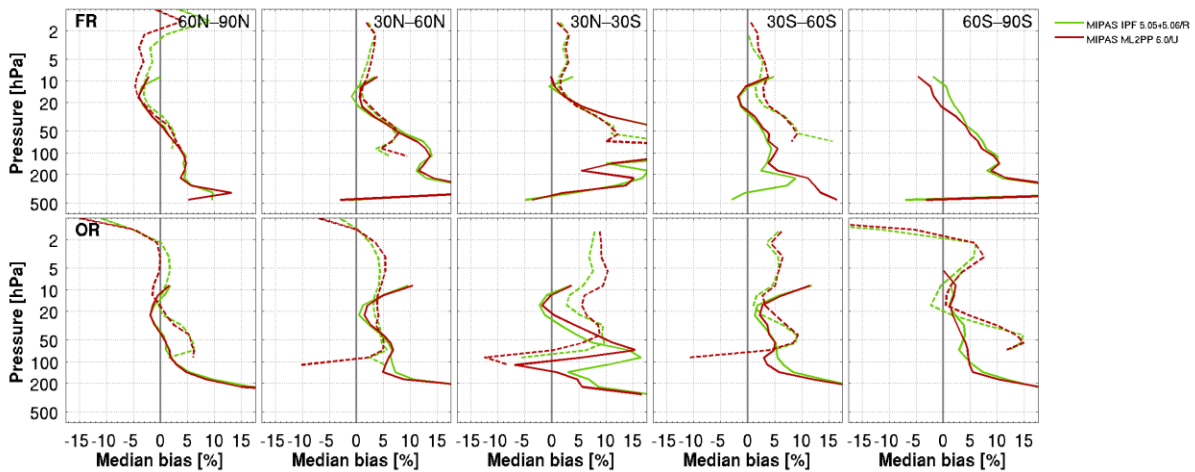 FR
60N–90N
30N–60N
30N–30S
30S–60S
60S–90S
MIPAS IPF 5.05+5.06/R
MIPAS ML2PP 6.0/U
Pressure [hPa]
2
5
10
20
50
100
200
500
OR
Pressure [hPa]
2
5
10
20
50
100
200
500
-15 -10 -5 0 5 10 15
-15 -10 -5 0 5 10 15
-15 -10 -5 0 5 10 15
-15 -10 -5 0 5 10 15
-15 -10 -5 0 5 10 15
Median bias [%]
Median bias [%]
Median bias [%]
Median bias [%]
Median bias [%]